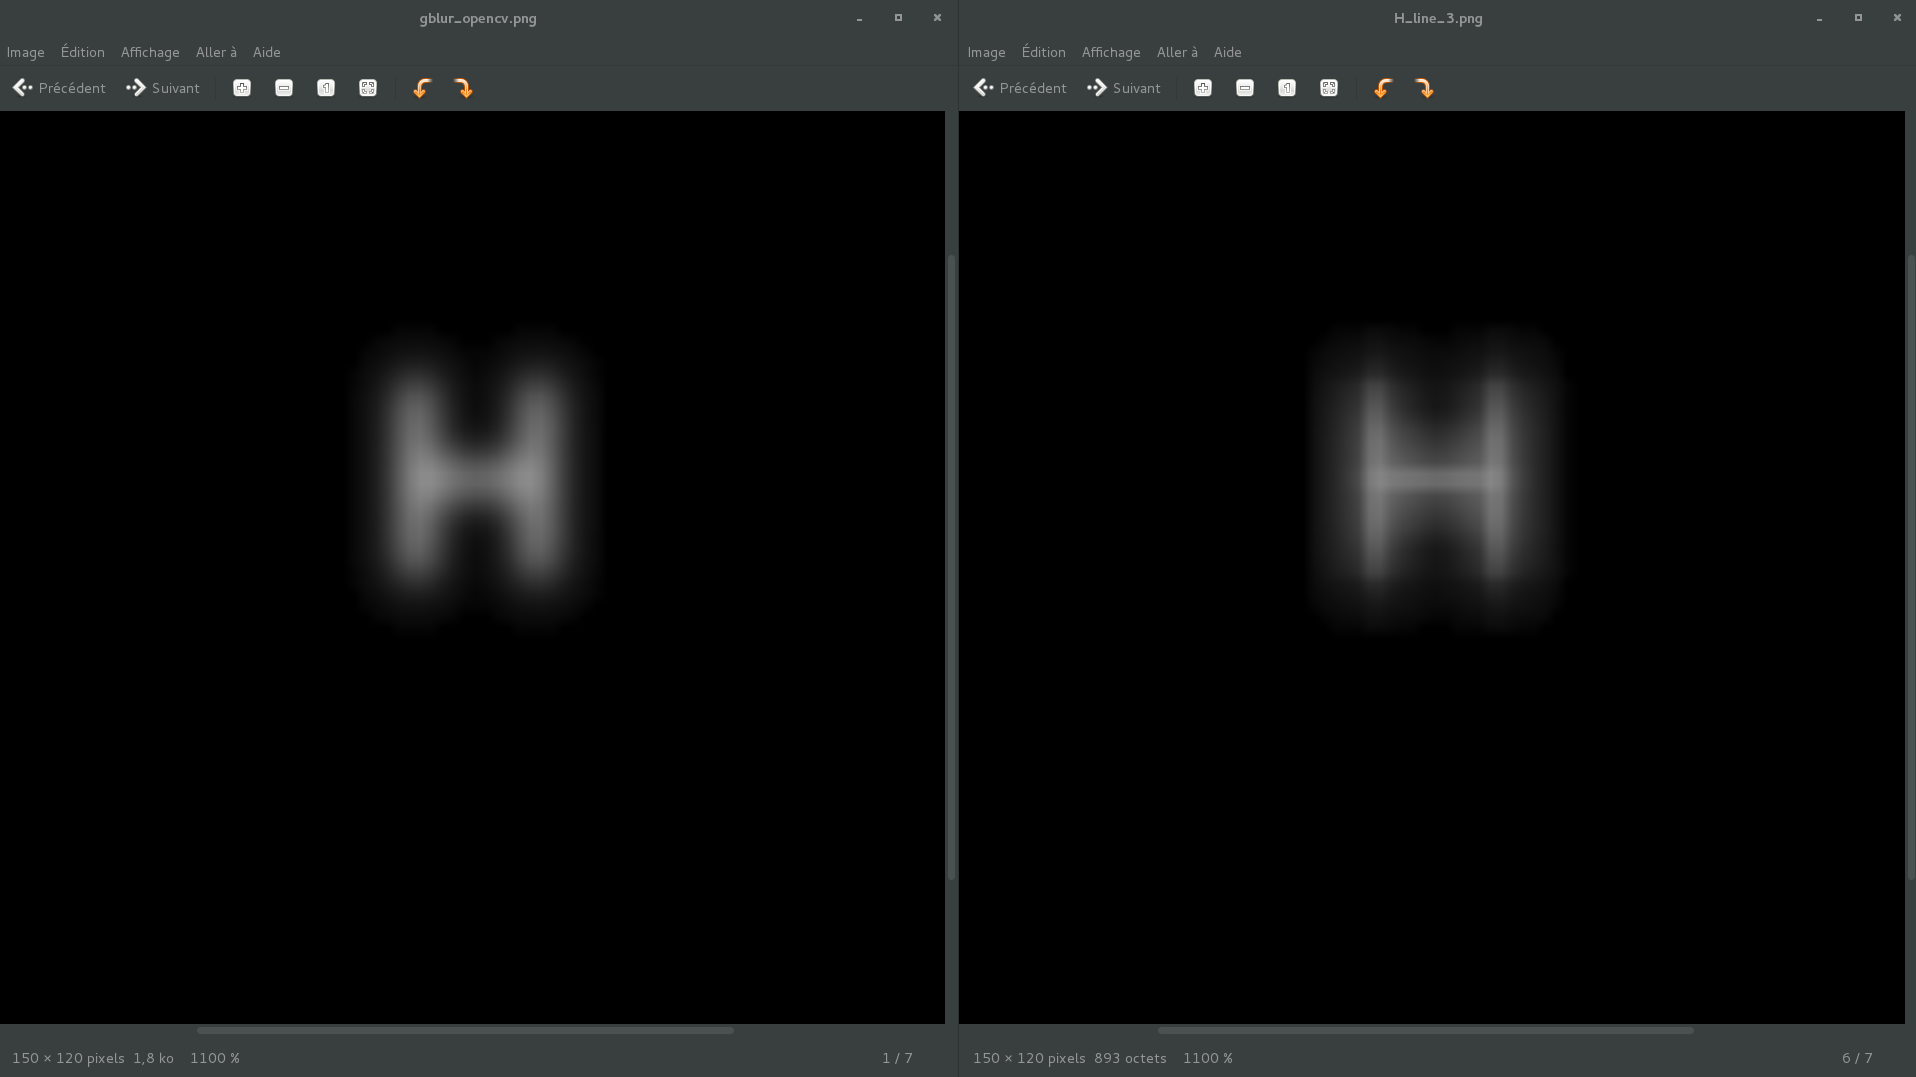 gblur_opencv.png
Image Édition Affichage Aller à Aide
Précédent Suivant
H
150 × 120 pixels 1,8 ko 1100 % 1 / 7
H_line_3.png
Image Édition Affichage Aller à Aide
Précédent Suivant
H
150 × 120 pixels 893 octets 1100 % 6 / 7